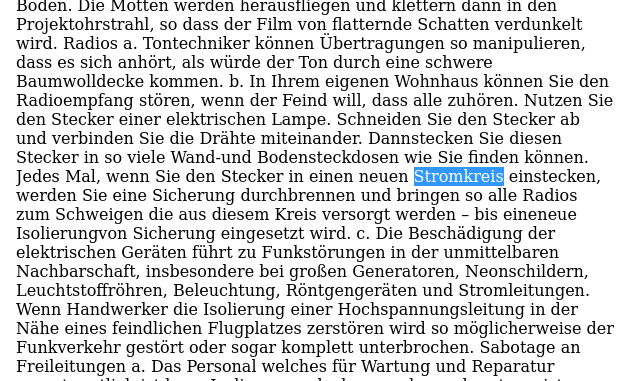 Boden. Die Motten werden herausfliegen und klettern dann in den
Projektohrstrahl, so dass der Film von flatternde Schatten verdunkelt
wird. Radios a. Tontechniker können Übertragungen so manipulieren,
dass es sich anhört, als würde der Ton durch eine schwere
Baumwolldecke kommen. b. In Ihrem eigenen Wohnhaus können Sie den
Radioempfang stören, wenn der Feind will, dass alle zuhören. Nutzen Sie
den Stecker einer elektrischen Lampe. Schneiden Sie den Stecker ab
und verbinden Sie die Drähte miteinander. Dannstecken Sie diesen
Stecker in so viele Wand-und Bodensteckdosen wie Sie finden können.
Jedes Mal, wenn Sie den Stecker in einen neuen Stromkreis einstecken,
werden Sie eine Sicherung durchbrennen und bringen so alle Radios
zum Schweigen die aus diesem Kreis versorgt werden – bis eineneue
Isolierungvon Sicherung eingesetzt wird. c. Die Beschädigung der
elektrischen Geräten führt zu Funkstörungen in der unmittelbaren
Nachbarschaft, insbesondere bei großen Generatoren, Neonschildern,
Leuchtstoffröhren, Beleuchtung, Röntgengeräten und Stromleitungen.
Wenn Handwerker die Isolierung einer Hochspannungsleitung in der
Nähe eines feindlichen Flugplatzes zerstören wird so möglicherweise der
Funkverkehr gestört oder sogar komplett unterbrochen. Sabotage an
Freileitungen a. Das Personal welches für Wartung und Reparatur